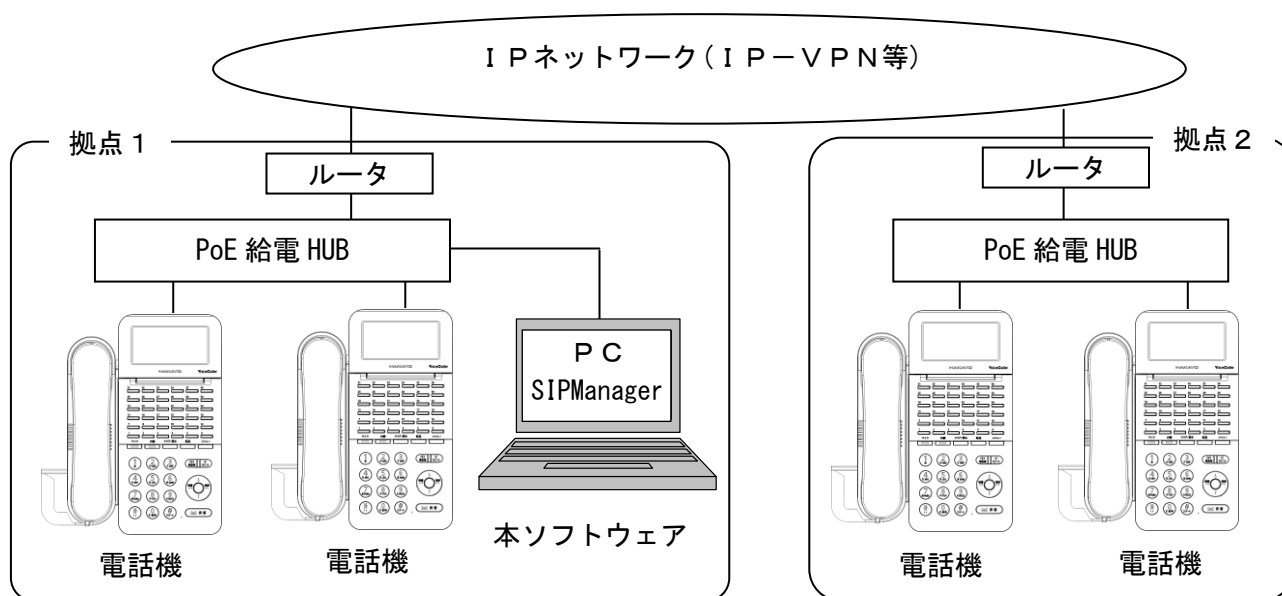 ＩＰネットワーク(ＩＰ－ＶＰＮ等)
拠点１
拠点２
ルータ
ルータ
PoE 給電 HUB
PoE 給電 HUB
ＰＣ
SIPManager
本ソフトウェア
電話機
電話機
電話機
電話機